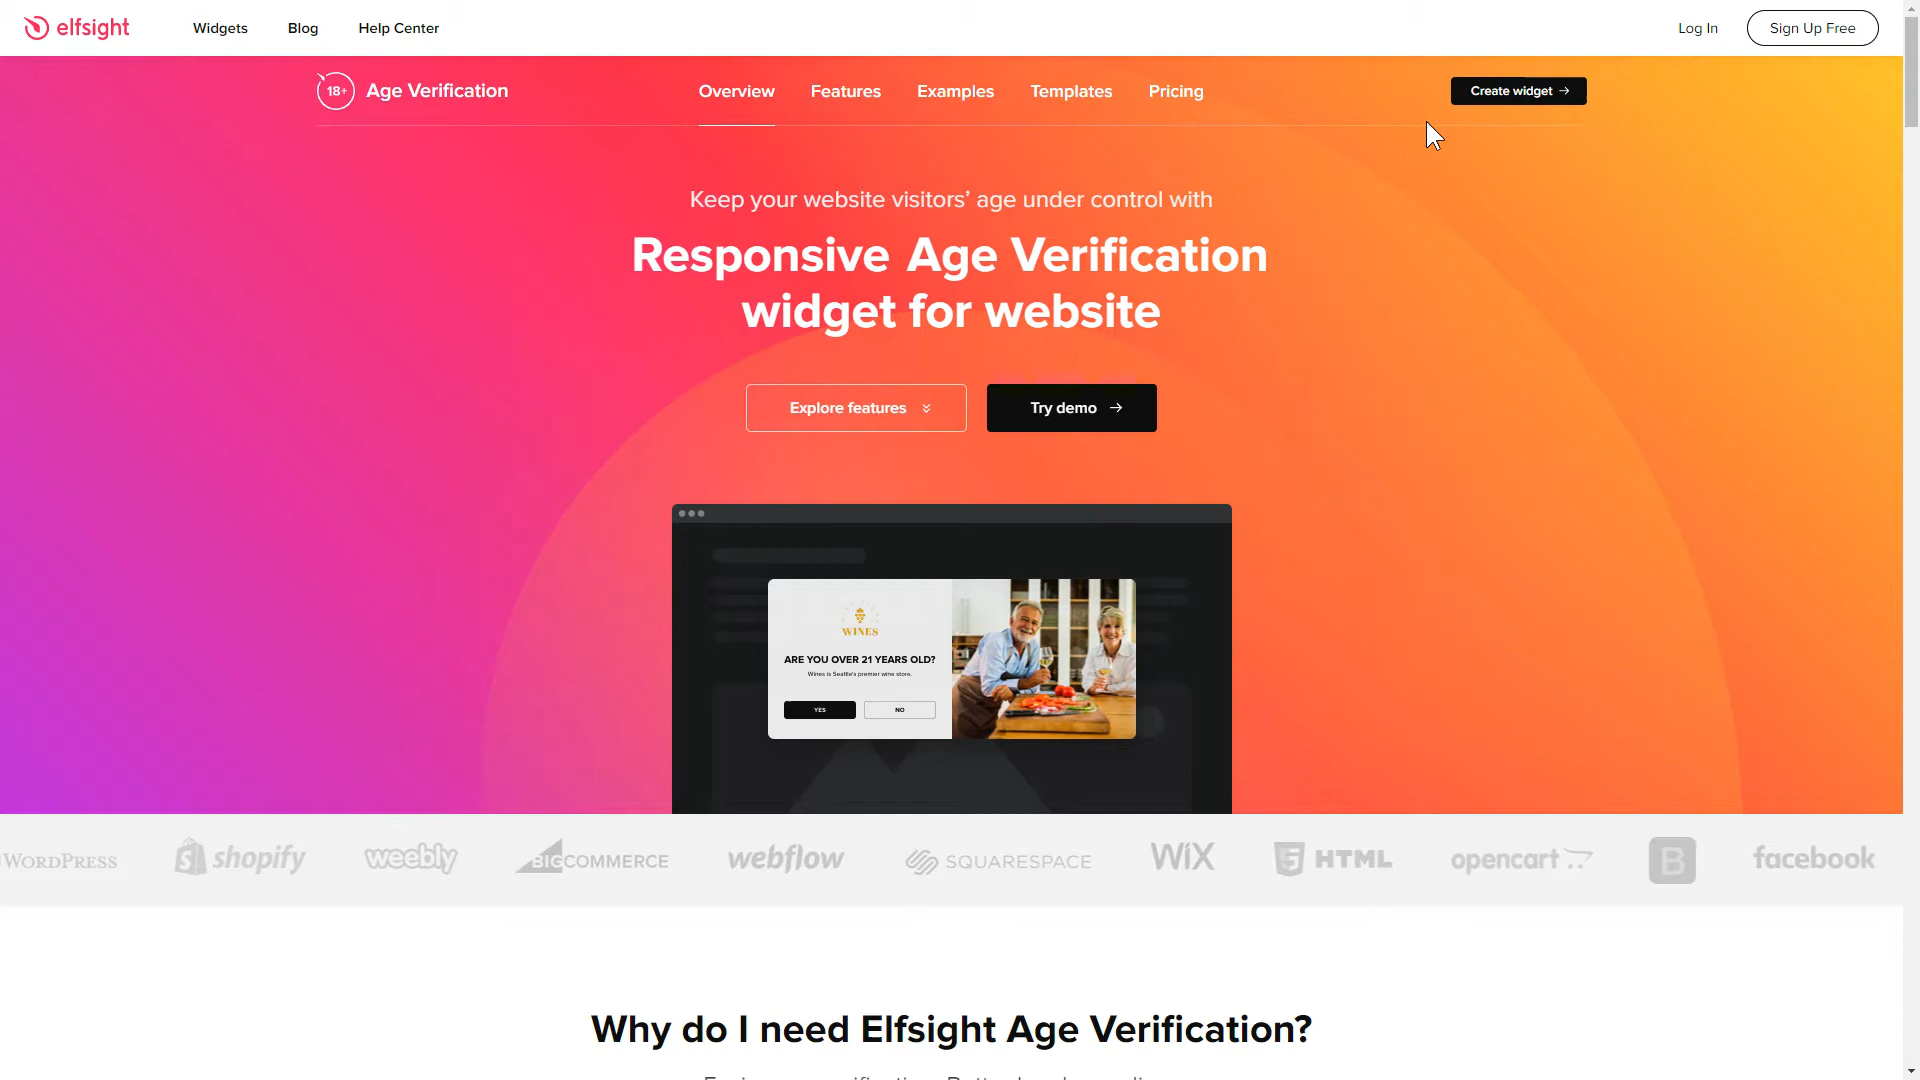 elfsight
Widgets
Blog
Help Center
Log In
Sign Up Free
18+
Age Verification
Overview
Features
Examples
Templates
Pricing
Create widget
Keep your website visitors’ age under control with
Responsive Age Verification
widget for website
Explore features
Try demo
WINES
ARE YOU OVER 21 YEARS OLD?
Wines is Seattle's premier wine store.
YES
NO
WORDPRESS
shopify
weebly
BIGCOMMERCE
webflow
SQUARESPACE
WiX
5 HTML
opencart
B
facebook
Why do I need Elfsight Age Verification?